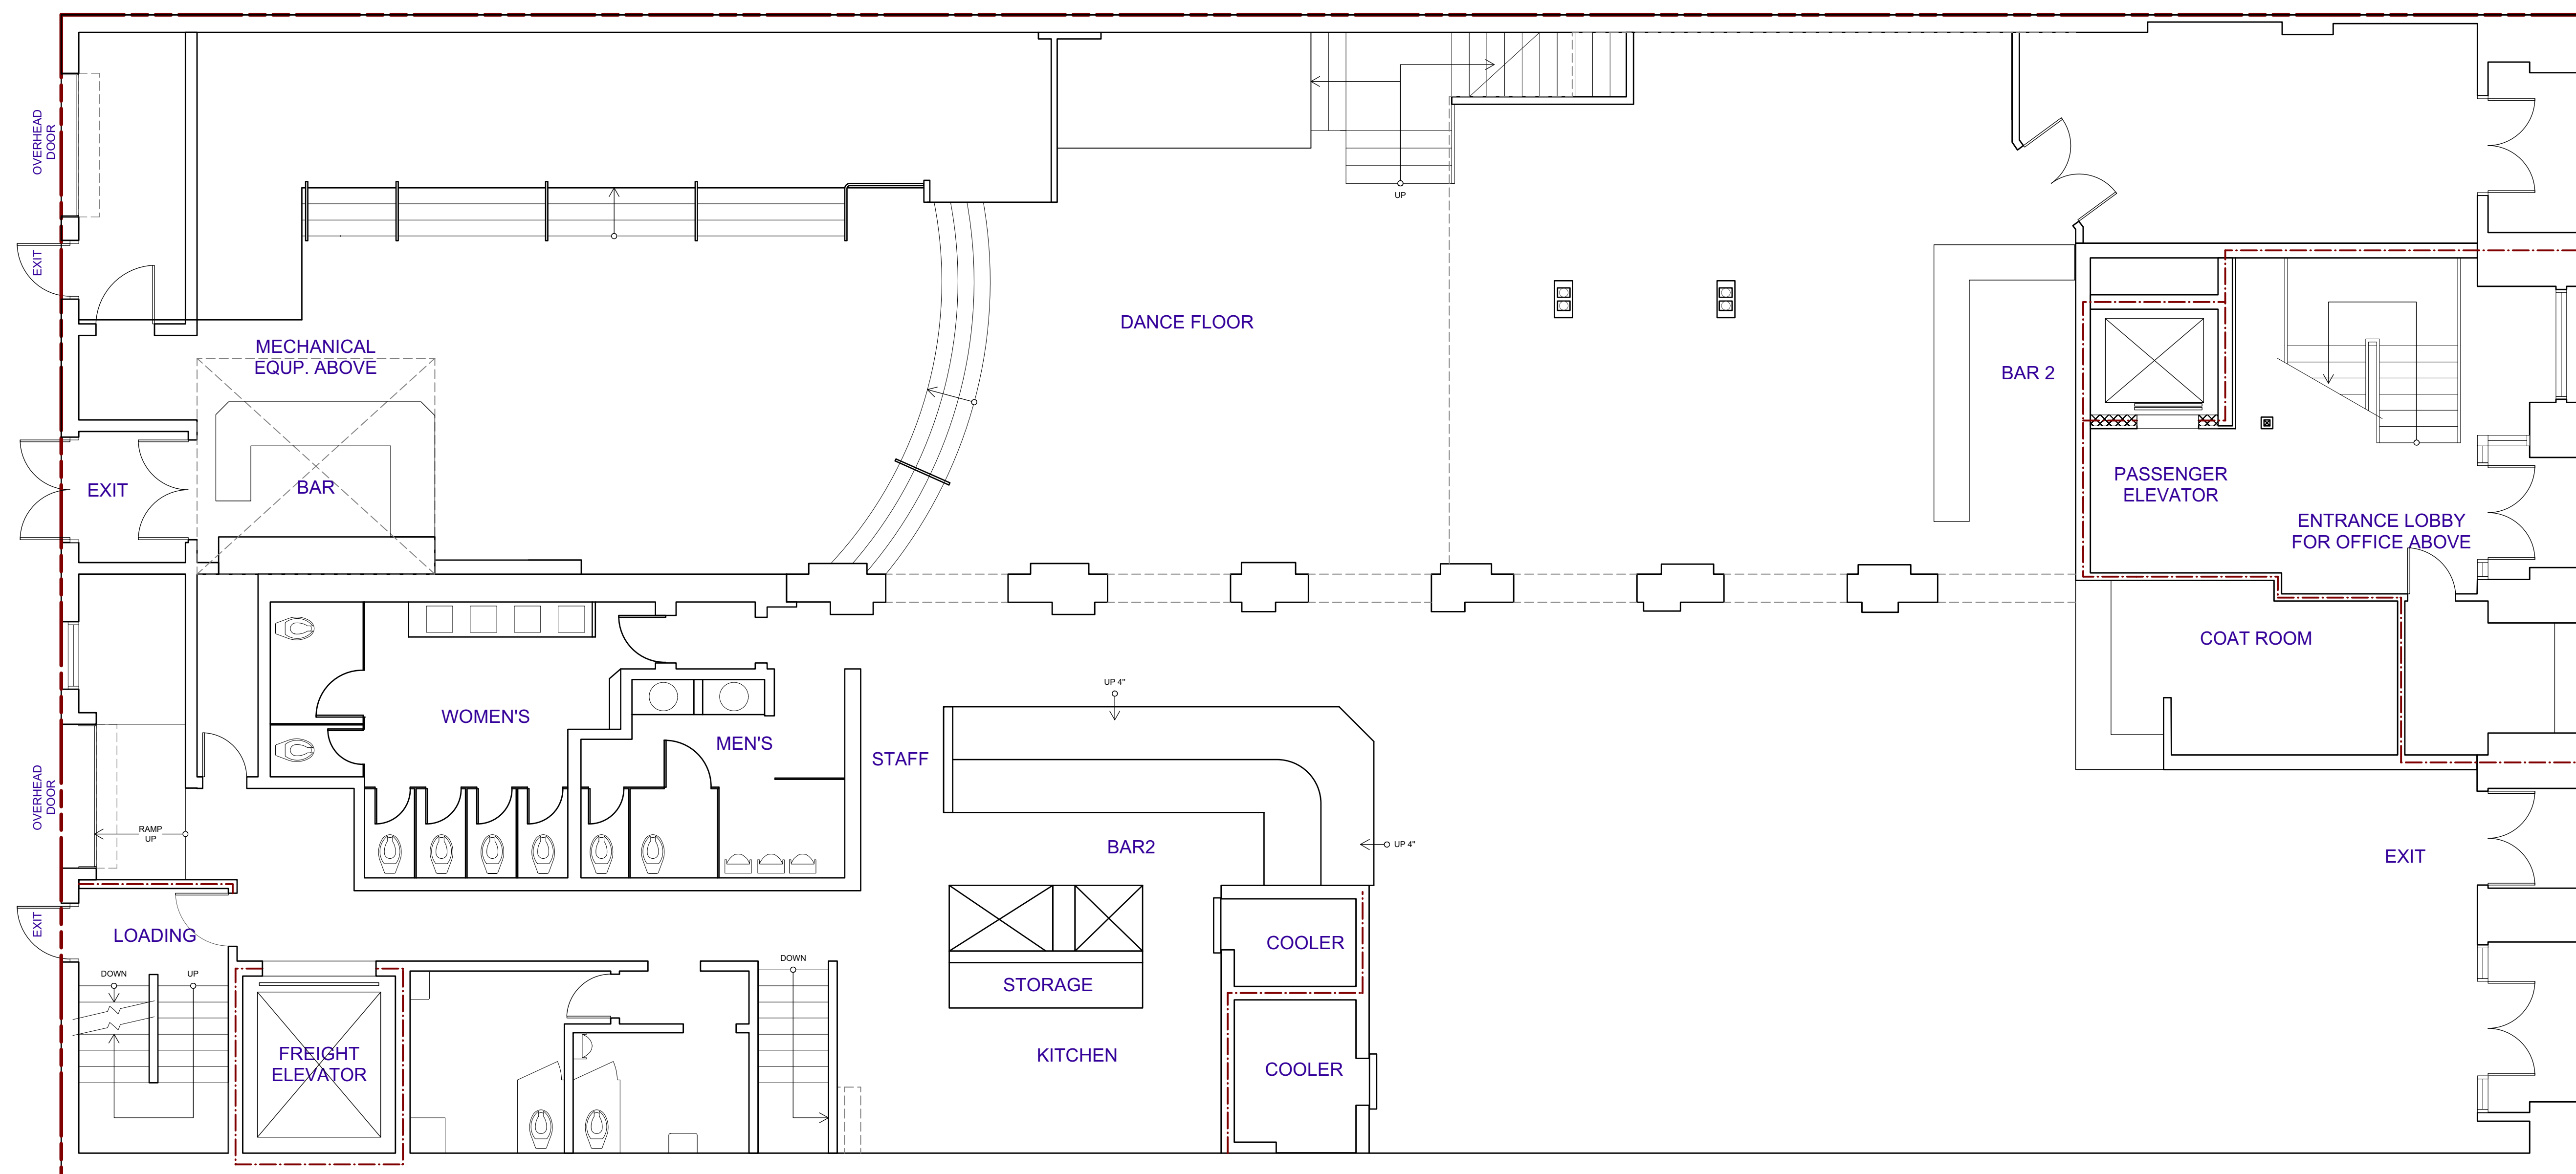 OVERHEAD
DOOR
UP
EXIT
DANCE FLOOR
MECHANICAL
EQUP. ABOVE
BAR 2
BAR
EXIT
PASSENGER
ELEVATOR
ENTRANCE LOBBY
FOR OFFICE ABOVE
COAT ROOM
UP 4"
WOMEN'S
MEN'S
STAFF
OVERHEAD
DOOR
RAMP
UP
BAR2
UP 4"
EXIT
EXIT
LOADING
COOLER
DOWN
UP
DOWN
STORAGE
FREIGHT
ELEVATOR
KITCHEN
COOLER